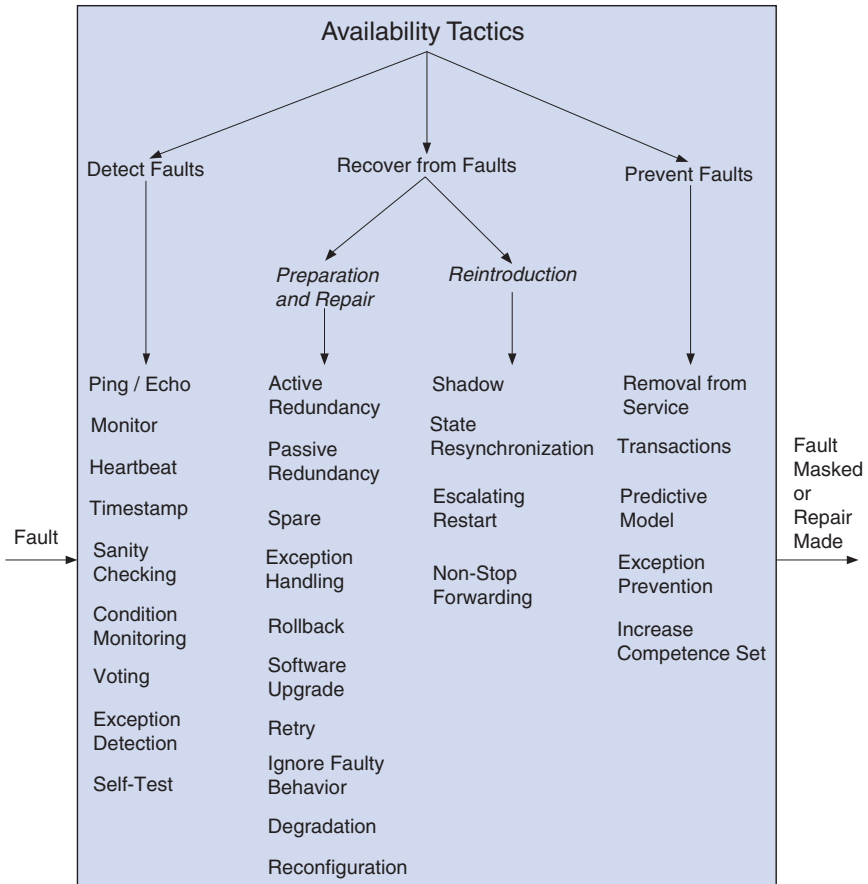 Availability Tactics
Detect Faults
Recover from Faults
Prevent Faults
Preparation
and Repair
Reintroduction
Fault
Ping / Echo
Monitor
Heartbeat
Timestamp
Sanity
Checking
Condition
Monitoring
Voting
Exception
Detection
Self-Test
Active
Redundancy
Passive
Redundancy
Spare
Exception
Handling
Rollback
Software
Upgrade
Retry
Ignore Faulty
Behavior
Degradation
Reconfiguration
Shadow
State
Resynchronization
Escalating
Restart
Non-Stop
Forwarding
Removal from
Service
Transactions
Predictive
Model
Exception
Prevention
Increase
Competence Set
Fault
Masked
or
Repair
Made